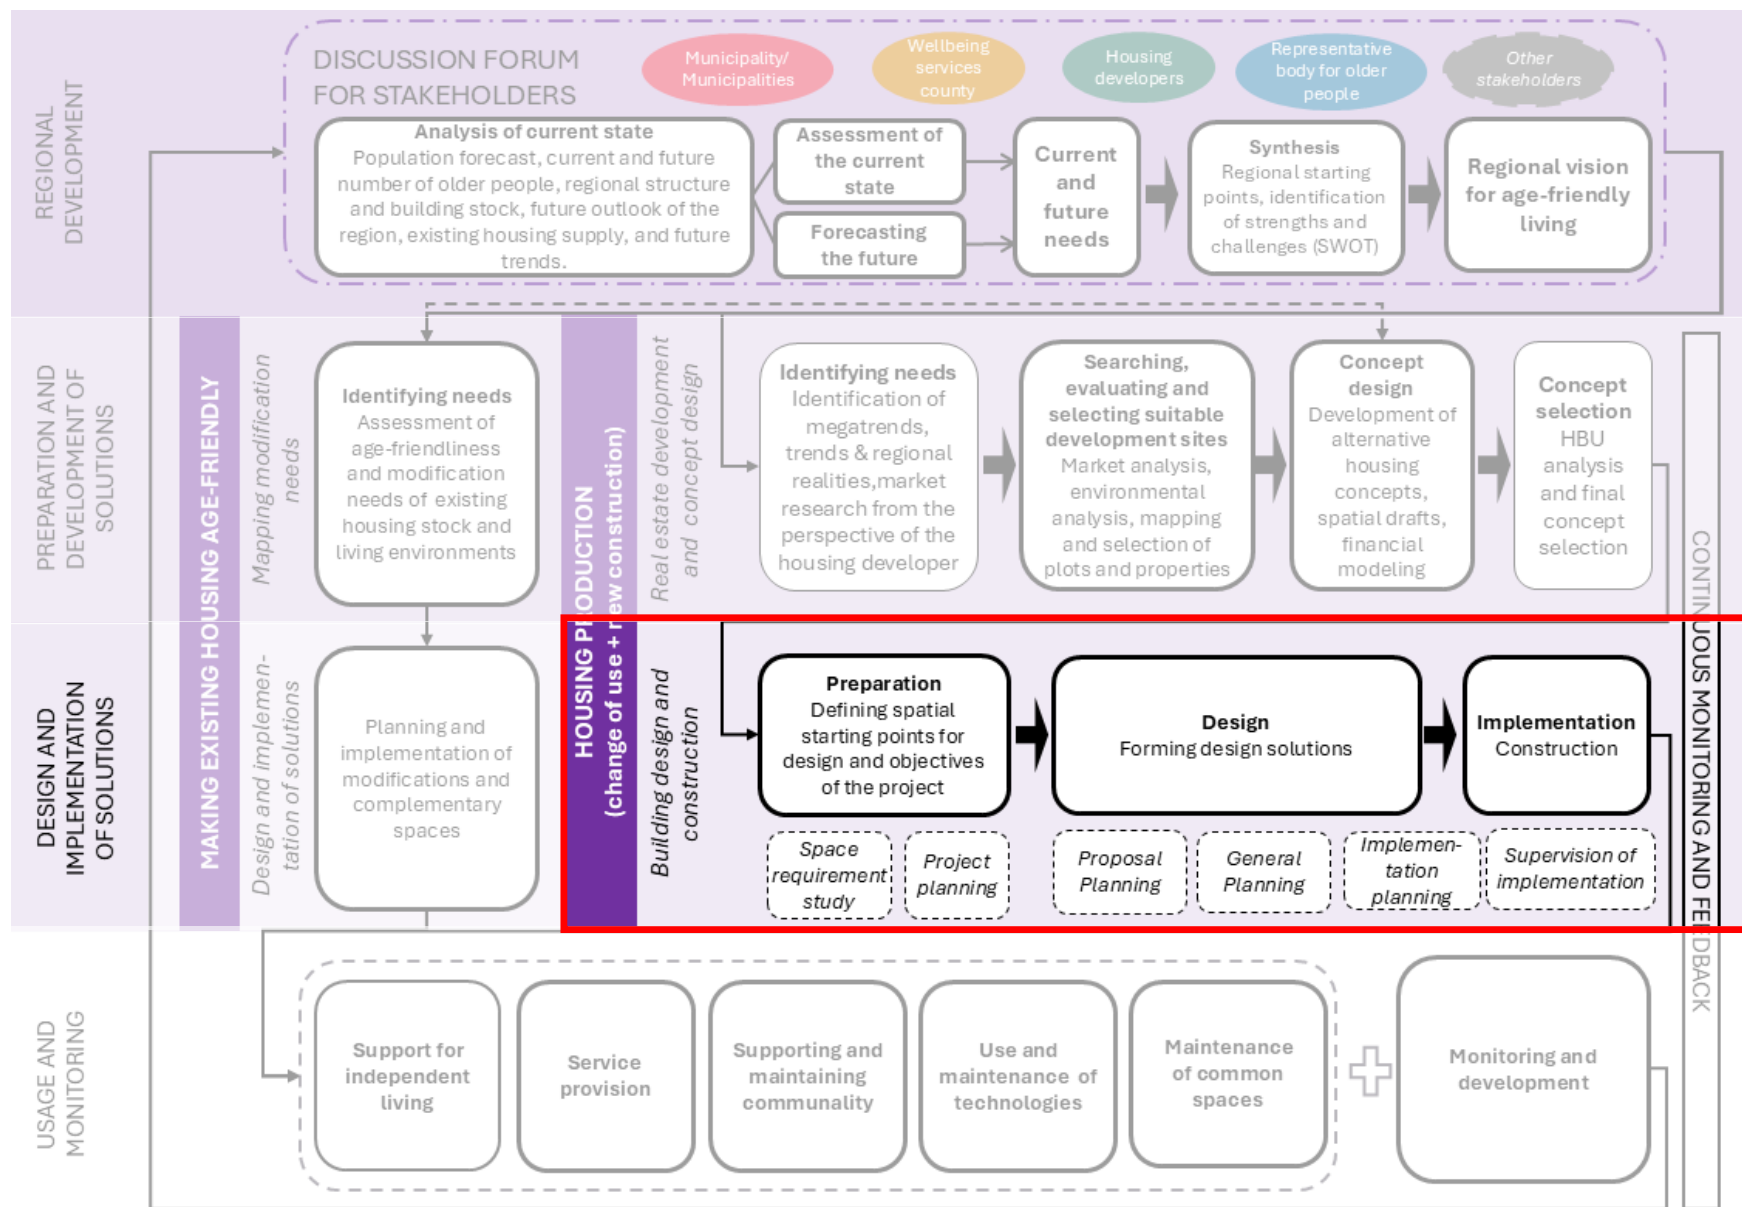 REGIONAL
DEVELOPMENT
DISCUSSION FORUM
FOR STAKEHOLDERS
Municipality/
Municipalities
Wellbeing
services
county
Housing
developers
Representative
body for older
people
Other
stakeholders
Analysis of current state
Population forecast, current and future
number of older people, regional structure
and building stock, future outlook of the
region, existing housing supply, and future
trends.
Assessment of
the current
state
Forecasting
the future
Current
and
future
needs
Synthesis
Regional starting
points, identification
of strengths and
challenges (SWOT)
Regional vision
for age-friendly
living
PREPARATION AND
DEVELOPMENT OF
SOLUTIONS
MAKING EXISTING HOUSING AGE-FRIENDLY
Mapping modification
needs
Identifying needs
Assessment of
age-friendliness
and modification
needs of existing
housing stock and
living environments
HOUSING PRODUCTION
(change of use + new construction)
Real estate development
and concept design
Identifying needs
Identification of
megatrends,
trends & regional
realities,market
research from the
perspective of the
housing developer
Searching,
evaluating and
selecting suitable
development sites
Market analysis,
environmental
analysis, mapping
and selection of
plots and properties
Concept
design
Development of
alternative
housing
concepts,
spatial drafts,
financial
modeling
Concept
selection
HBU
analysis
and final
concept
selection
CONTINUOUS MONITORING AND FEEDBACK
DESIGN AND
IMPLEMENTATION
OF SOLUTIONS
Design and implemen-
tation of solutions
Planning and
implementation of
modifications and
complementary
spaces
Building design and
construction
Preparation
Defining spatial
starting points for
design and objectives
of the project
Design
Forming design solutions
Implementation
Construction
Space
requirement
study
Project
planning
Proposal
Planning
General
Planning
Implemen-
tation
planning
Supervision of
implementation
USAGE AND
MONITORING
Support for
independent
living
Service
provision
Supporting and
maintaining
communality
Use and
maintenance of
technologies
Maintenance
of common
spaces
Monitoring and
development